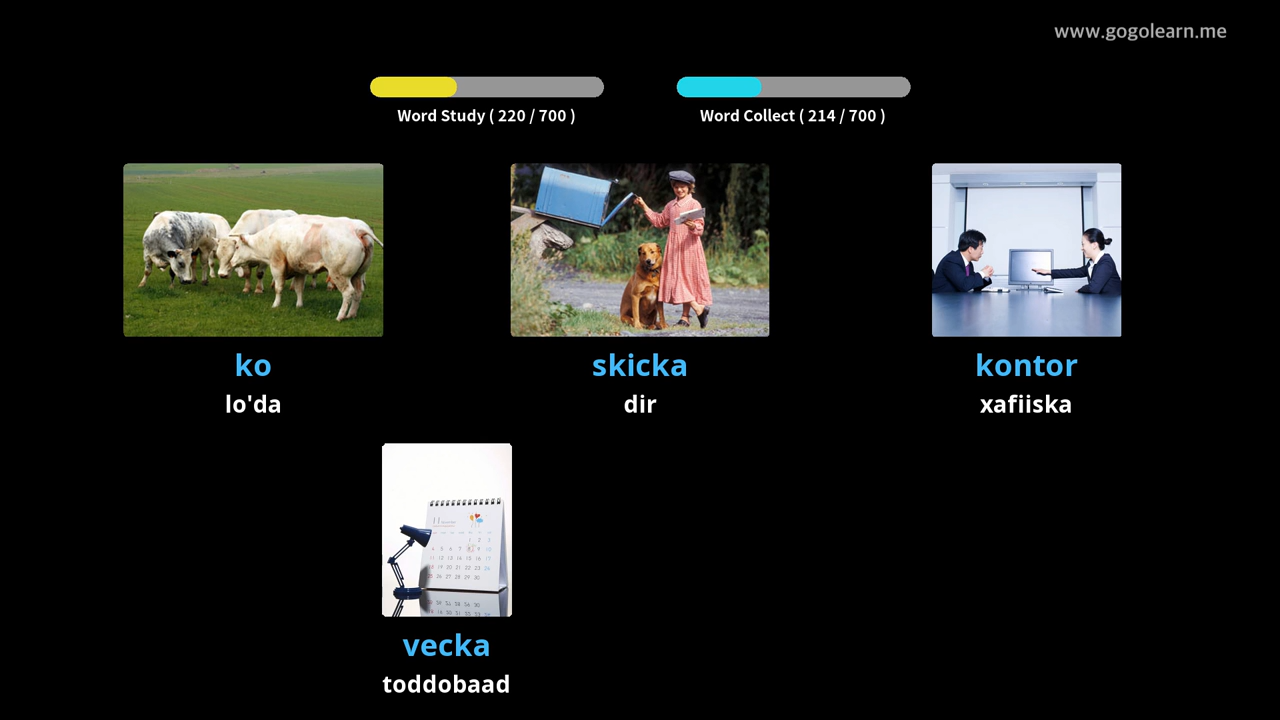 www.gogolearn.me
Word Study ( 220 / 700 )
Word Collect ( 214 / 700 )
ko
skicka
kontor
lo'da
dir
xafiiska
vecka
toddobaad